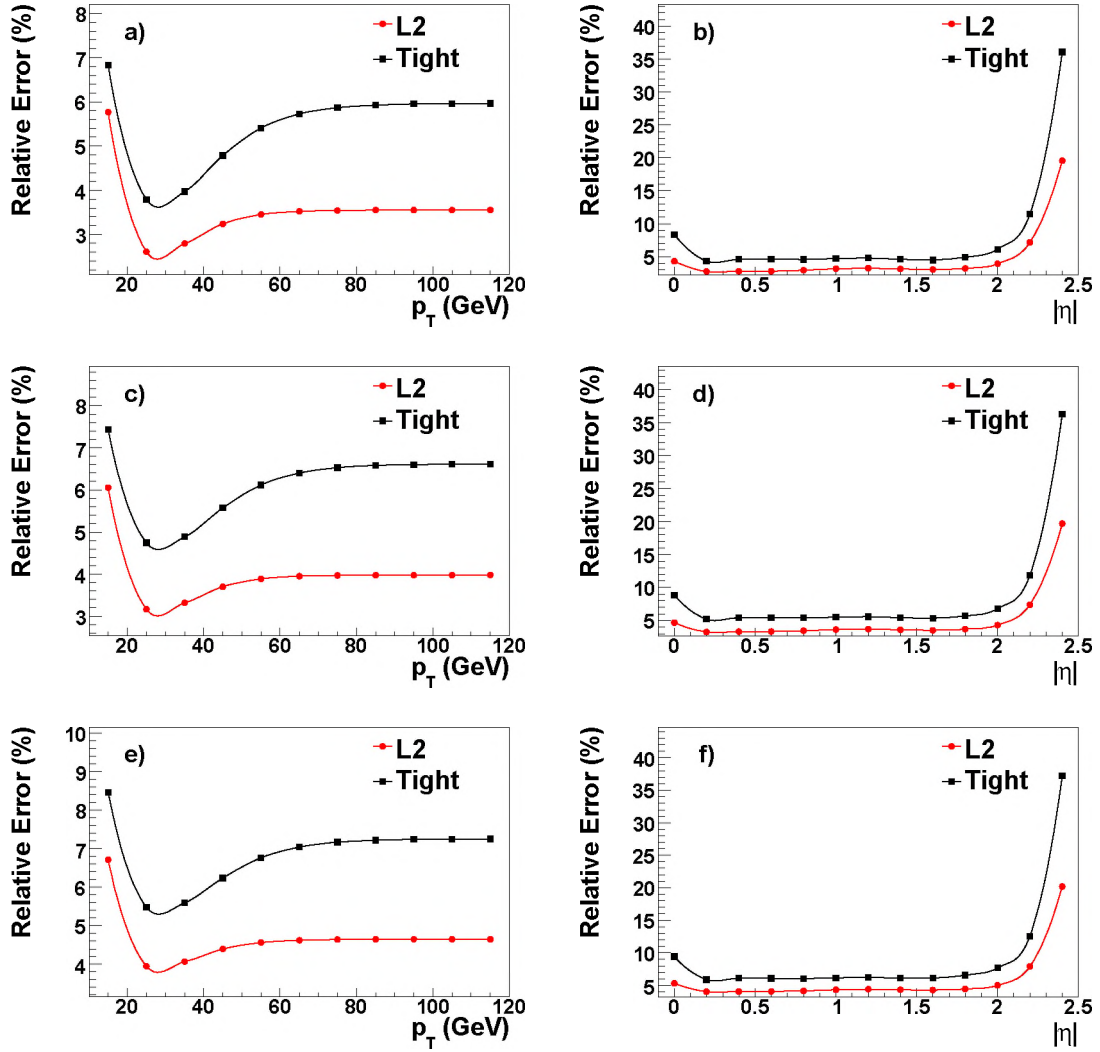 a)
L2
Tight
Relative Error (%)
8
7
6
5
4
3
20 40 60 80 100 120
p_T (GeV)
b)
L2
Tight
Relative Error (%)
40
35
30
25
20
15
10
5
0 0.5 1 1.5 2 2.5
|η|
c)
L2
Tight
Relative Error (%)
8
7
6
5
4
3
20 40 60 80 100 120
p_T (GeV)
d)
L2
Tight
Relative Error (%)
40
35
30
25
20
15
10
5
0 0.5 1 1.5 2 2.5
|η|
e)
L2
Tight
Relative Error (%)
10
9
8
7
6
5
4
20 40 60 80 100 120
p_T (GeV)
f)
L2
Tight
Relative Error (%)
40
35
30
25
20
15
10
5
0 0.5 1 1.5 2 2.5
|η|